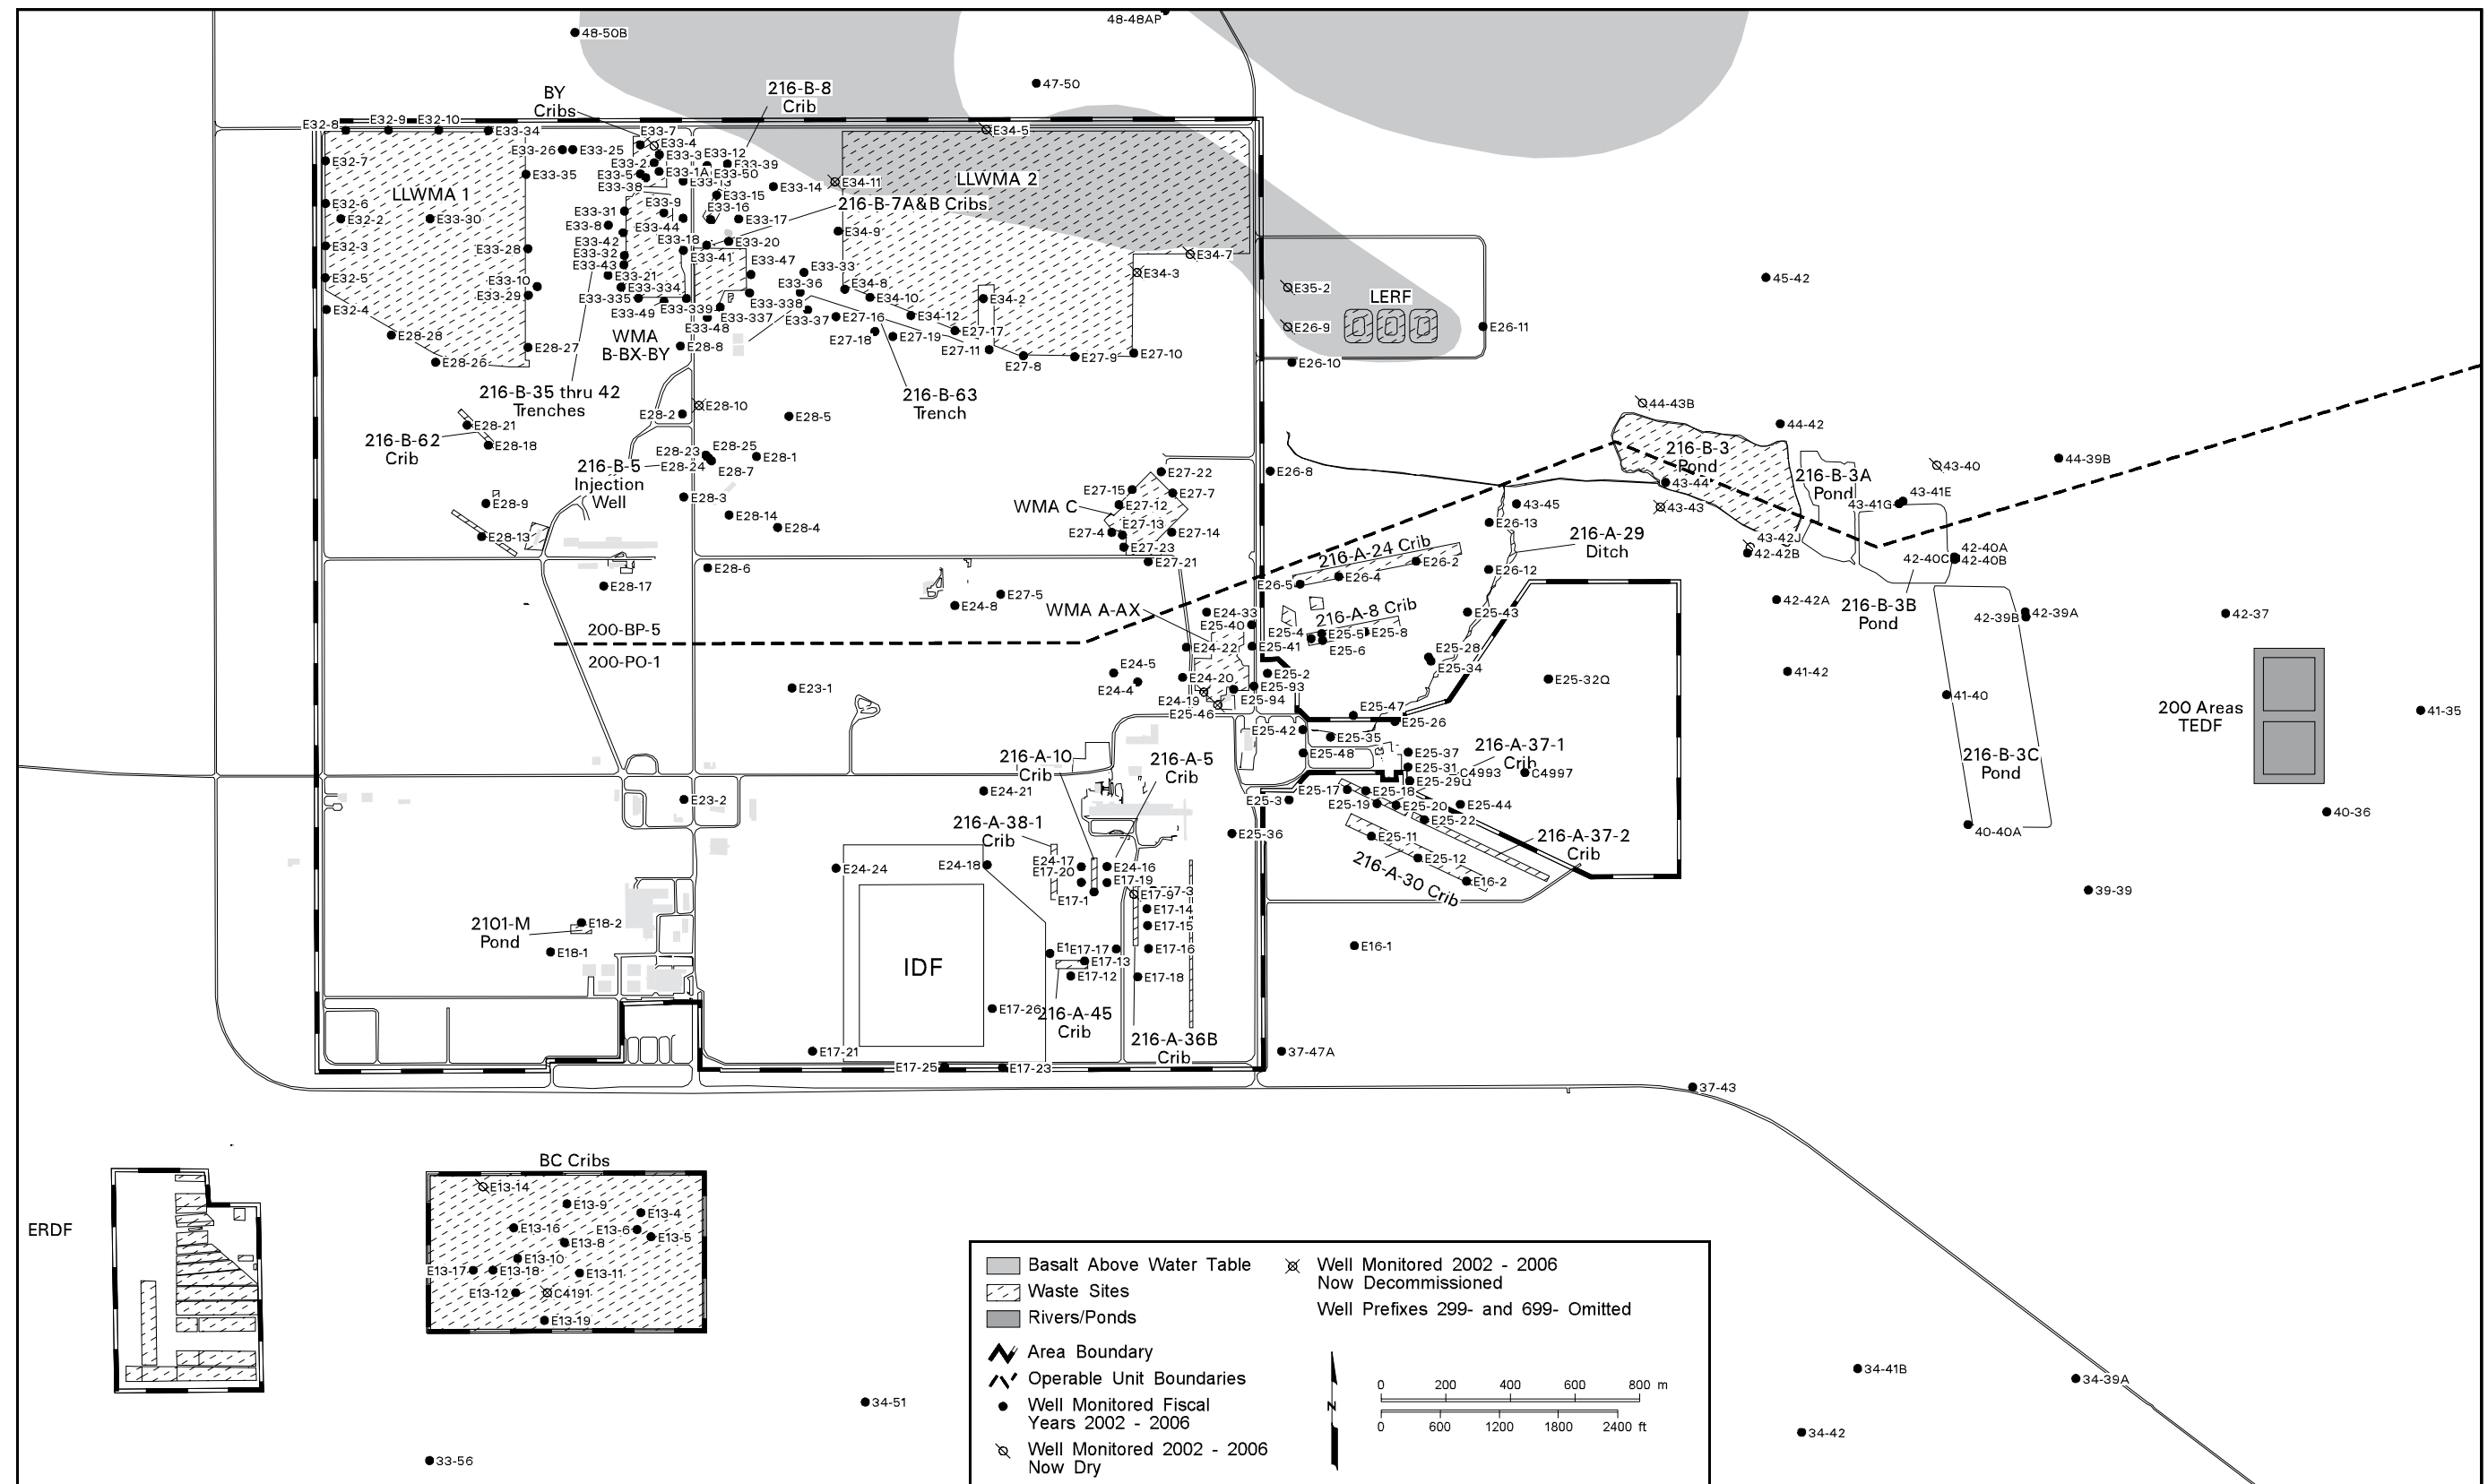 48-50B
48-48AP
47-50
BY
Cribs
216-B-8
Crib
E32-8
E32-9
E32-10
E33-34
E33-7
E33-4
E34-5
E33-26
E33-25
E33-3
E33-12
E32-7
E33-2
E33-39
E33-35
E33-5
E33-1A
E33-50
E33-38
E33-13
E33-14
E34-11
LLWMA 2
LLWMA 1
E33-15
E32-6
E33-9
E33-16
216-B-7A&B Cribs
E32-2
E33-30
E33-31
E33-17
E33-8
E33-44
E34-9
E32-3
E33-28
E33-42
E33-18
E33-20
E33-32
E33-41
E34-7
E33-43
E33-47
E33-33
E34-3
E32-5
E33-21
45-42
E33-10
E33-334
E33-36
E34-8
E35-2
LERF
E33-29
E33-335
E33-338
E34-10
E34-2
E32-4
E33-49
E33-339
E33-337
E33-37
E27-16
E34-12
E26-9
E26-11
E33-48
E28-28
WMA
B-BX-BY
E28-8
E27-18
E27-19
E27-17
E28-27
E27-11
E27-9
E27-10
E28-26
E27-8
E26-10
216-B-35 thru 42
Trenches
216-B-63
Trench
E28-2
E28-10
E28-5
44-43B
E28-21
44-42
216-B-62
Crib
E28-18
E28-23
E28-25
E28-1
216-B-3
Pond
44-39B
216-B-5
Injection
Well
E28-24
E28-7
E27-22
E26-8
43-40
216-B-3A
Pond
43-44
E27-15
E27-7
43-41E
E28-9
E28-3
WMA C
E27-12
43-45
43-43
43-41G
E28-14
E27-13
E26-13
E28-4
E27-4
E27-14
216-A-29
Ditch
43-42J
E28-13
E27-23
216-A-24 Crib
42-42B
42-40A
42-40C
42-40B
E28-6
E27-21
E26-2
E26-12
E28-17
E26-5
E26-4
E27-5
E24-8
WMA A-AX
E24-33
216-A-8 Crib
E25-43
42-42A
216-B-3B
Pond
42-39A
42-39B
42-37
200-BP-5
E25-40
E25-4
E25-5
E25-8
200-PO-1
E24-22
E25-41
E25-6
E25-28
E24-5
E25-34
41-42
E24-4
E24-20
E25-2
E25-32Q
E23-1
E25-93
41-40
E24-19
E25-94
E25-46
E25-47
200 Areas
TEDF
41-35
E25-26
E25-42
E25-35
216-A-10
Crib
216-A-5
Crib
E25-48
E25-37
216-A-37-1
Crib
216-B-3C
Pond
E25-31
C4993
C4997
E25-29Q
E24-21
E25-17
E25-18
E23-2
E25-3
E25-19
E25-20
E25-44
40-36
216-A-38-1
Crib
E25-22
40-40A
E25-36
E25-11
216-A-37-2
Crib
E24-24
E24-18
E24-17
E24-16
E25-12
E17-20
E17-19
216-A-30 Crib
E16-2
E17-1
E17-9
E17-3
39-39
E17-14
2101-M
Pond
E18-2
E17-15
E18-1
E1
E17-17
E17-16
E16-1
IDF
E17-13
E17-12
E17-18
E17-26
216-A-45
Crib
216-A-36B
Crib
E17-21
37-47A
E17-25
E17-23
37-43
BC Cribs
E13-14
E13-9
E13-4
ERDF
E13-16
E13-6
E13-5
E13-8
E13-10
E13-17
E13-18
E13-11
E13-12
C4191
E13-19
Basalt Above Water Table
Waste Sites
Rivers/Ponds
Area Boundary
Operable Unit Boundaries
Well Monitored Fiscal
Years 2002 - 2006
Well Monitored 2002 - 2006
Now Dry
Well Monitored 2002 - 2006
Now Decommissioned
Well Prefixes 299- and 699- Omitted
N
0 200 400 600 800 m
0 600 1200 1800 2400 ft
34-41B
34-39A
34-51
34-42
33-56